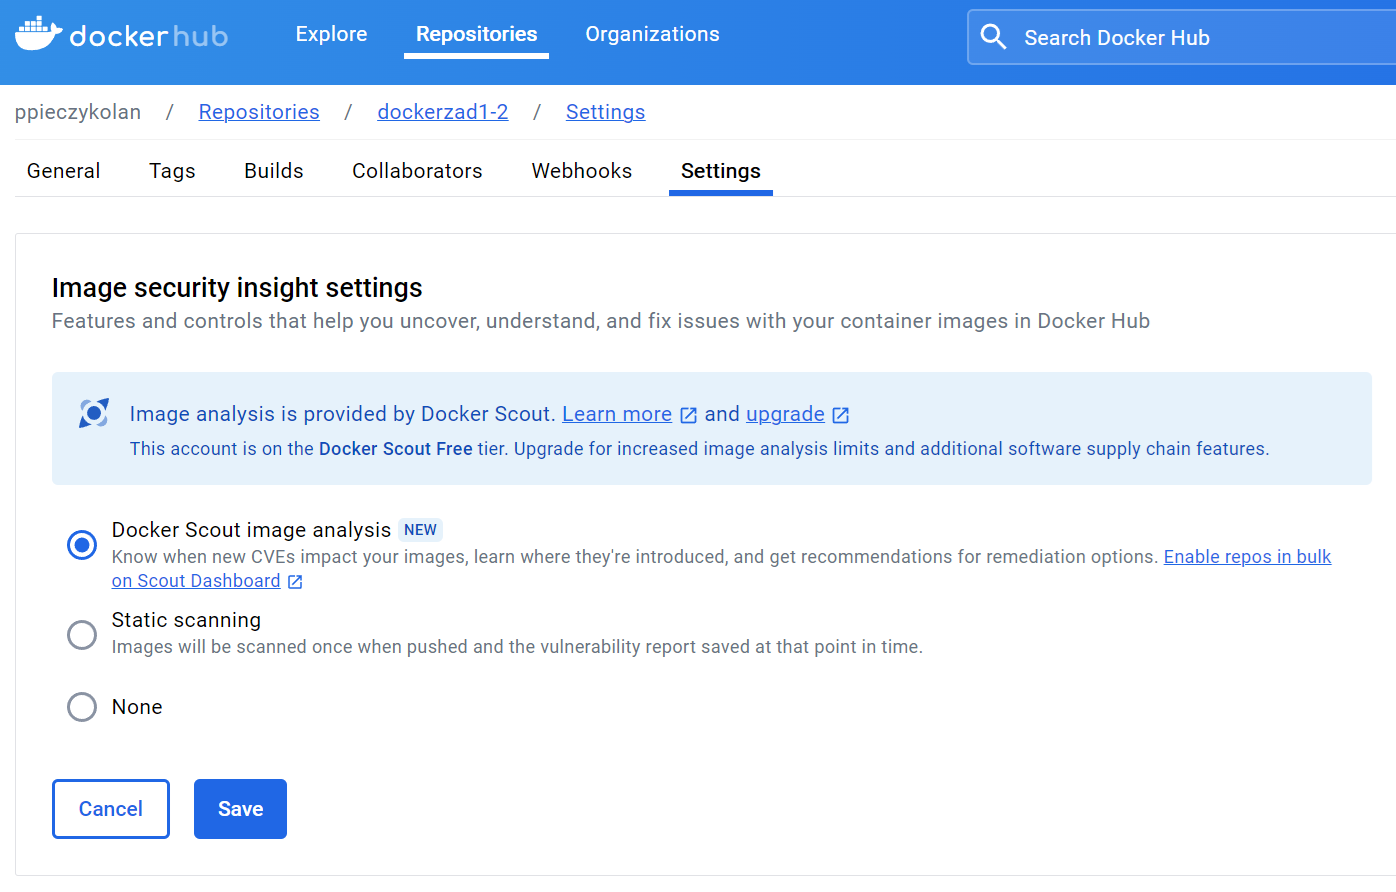 docker hub
Explore
Repositories
Organizations
Search Docker Hub
ppieczykolan / Repositories / dockerzad1-2 / Settings
General
Tags
Builds
Collaborators
Webhooks
Settings
Image security insight settings
Features and controls that help you uncover, understand, and fix issues with your container images in Docker Hub
Image analysis is provided by Docker Scout. Learn more and upgrade
This account is on the Docker Scout Free tier. Upgrade for increased image analysis limits and additional software supply chain features.
Docker Scout image analysis NEW
Know when new CVEs impact your images, learn where they're introduced, and get recommendations for remediation options. Enable repos in bulk
on Scout Dashboard
Static scanning
Images will be scanned once when pushed and the vulnerability report saved at that point in time.
None
Cancel
Save